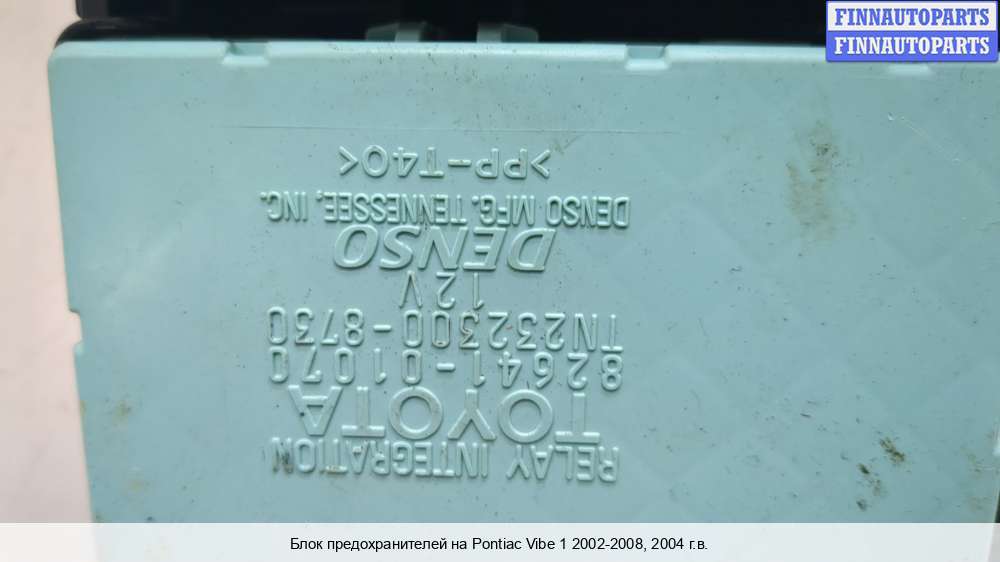 FINNAUTOPARTS
FINNAUTOPARTS
RELAY INTEGRATION
TOYOTA
82641-01070
TN232300-8730
12V
DENSO
DENSO MFG. TENNESSEE, INC.
>PP-T40<
Блок предохранителей на Pontiac Vibe 1 2002-2008, 2004 г.в.